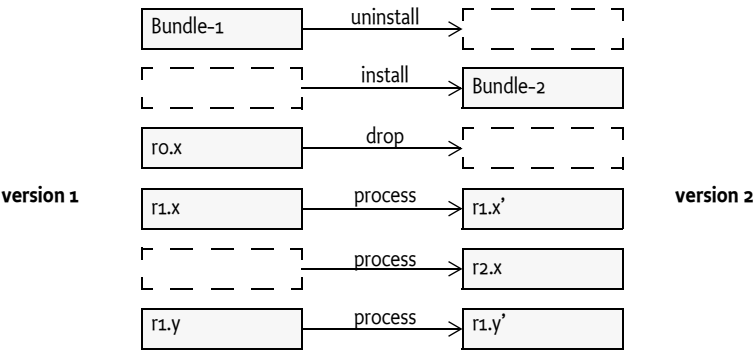 Bundle-1 uninstall
install Bundle-2
r0.x drop
version 1 r1.x process r1.x’ version 2
process r2.x
r1.y process r1.y’